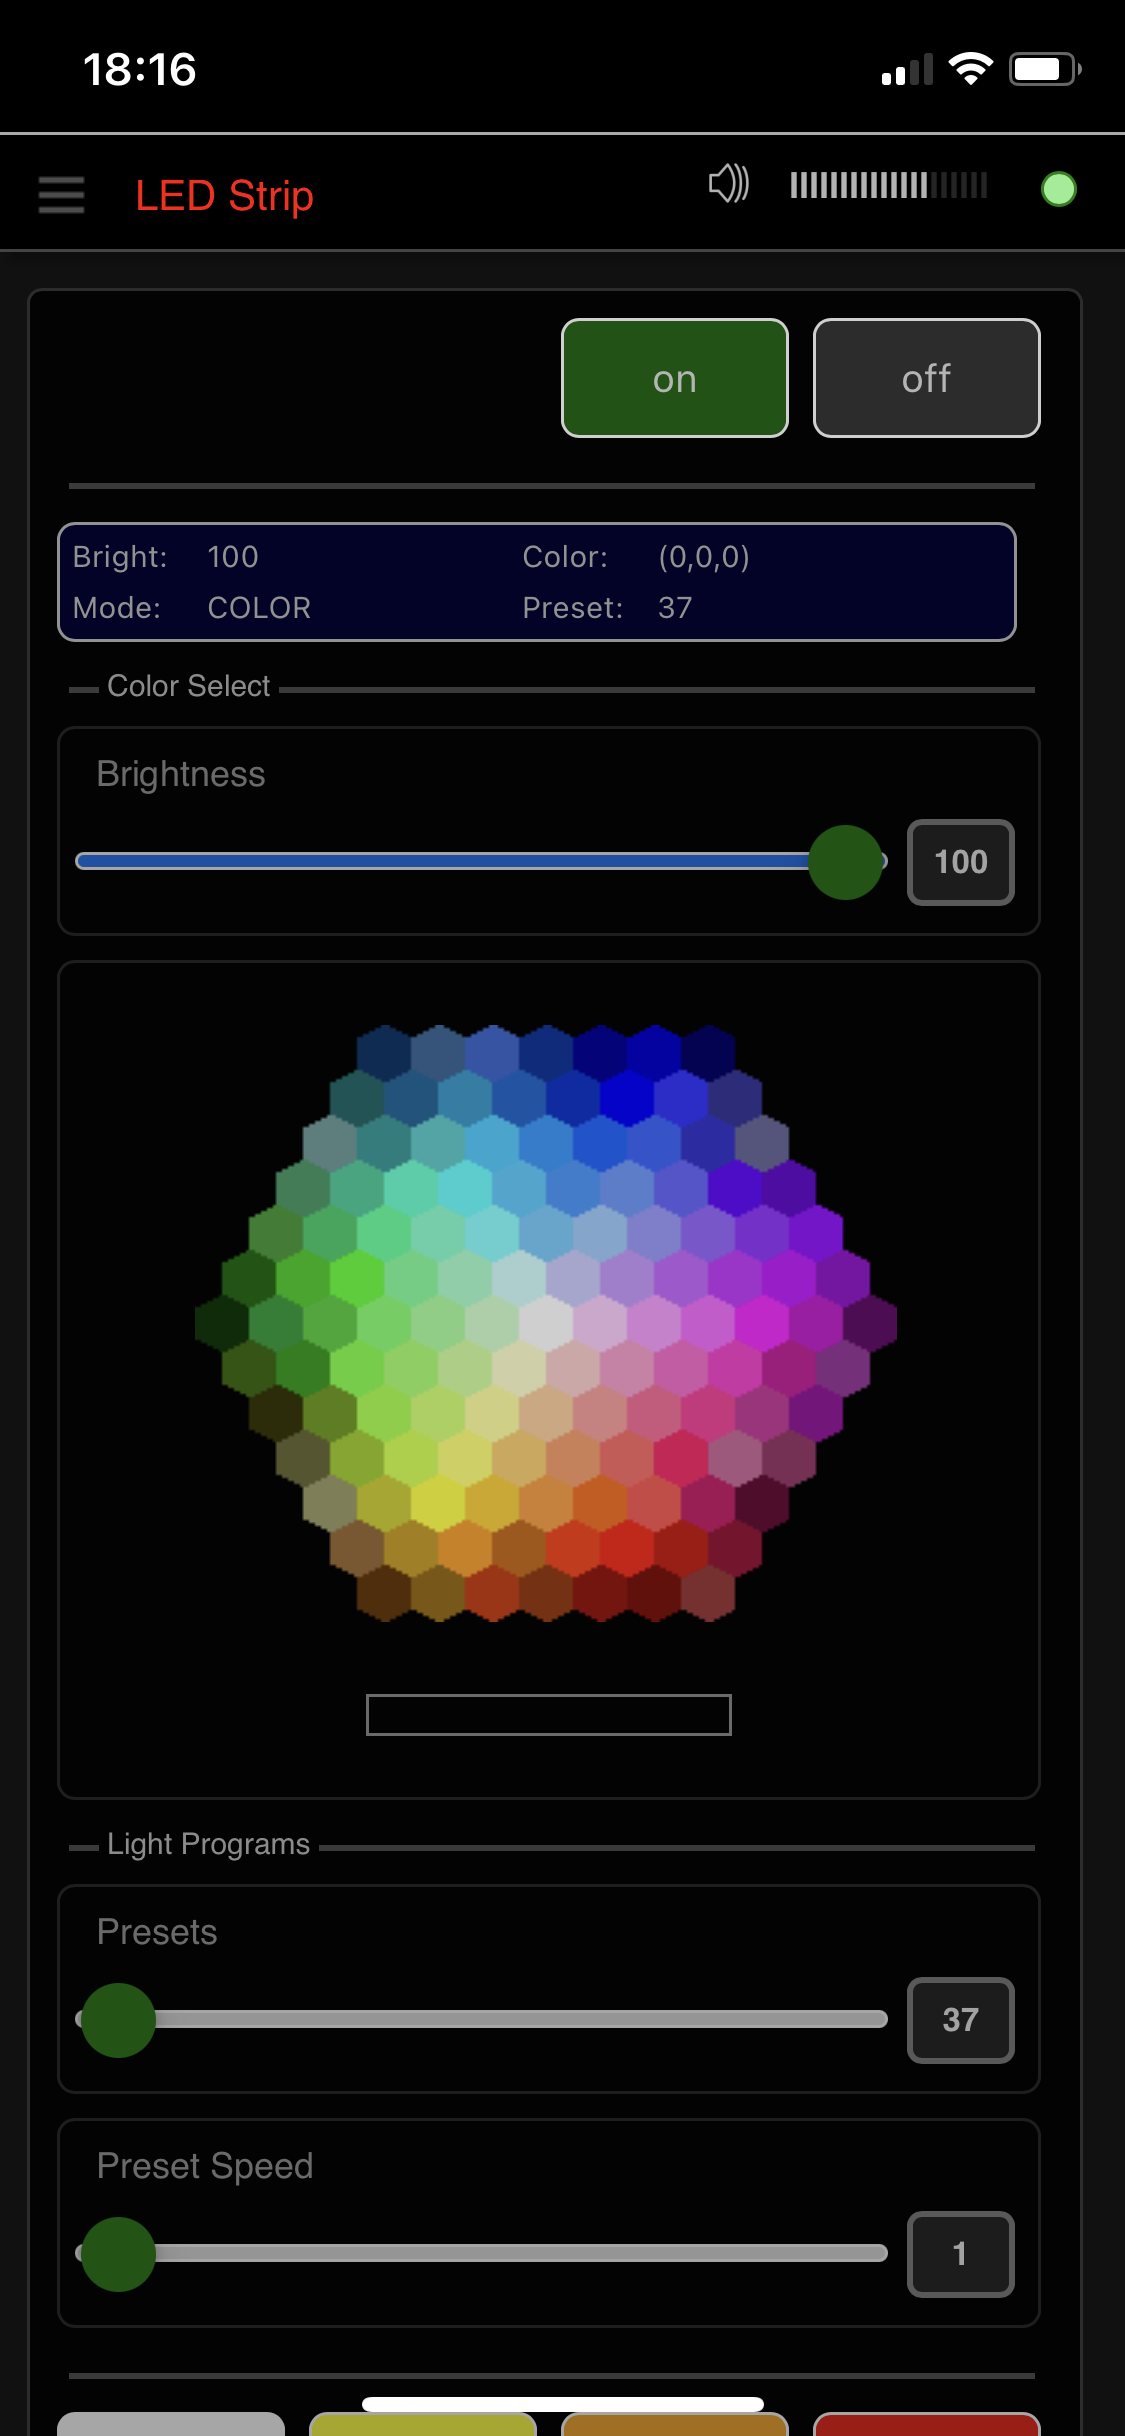 18:16
LED Strip
on off
Bright: 100 Color: (0,0,0)
Mode: COLOR Preset: 37
Color Select
Brightness
100
Light Programs
Presets
37
Preset Speed
1